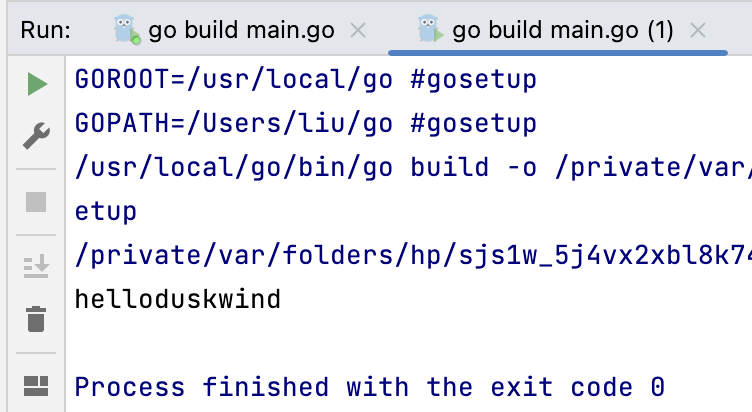 Run: go build main.go go build main.go (1)
GOROOT=/usr/local/go #gosetup
GOPATH=/Users/liu/go #gosetup
/usr/local/go/bin/go build -o /private/var/
etup
/private/var/folders/hp/sjs1w_5j4vx2xbl8k74
helloduskwind
Process finished with the exit code 0